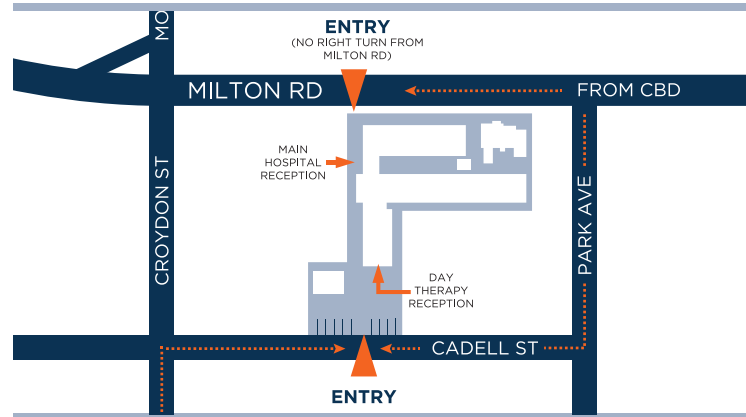 MO
ENTRY
(NO RIGHT TURN FROM
MILTON RD)
MILTON RD
FROM CBD
MAIN
HOSPITAL
RECEPTION
CROYDON ST
PARK AVE
DAY
THERAPY
RECEPTION
CADELL ST
ENTRY